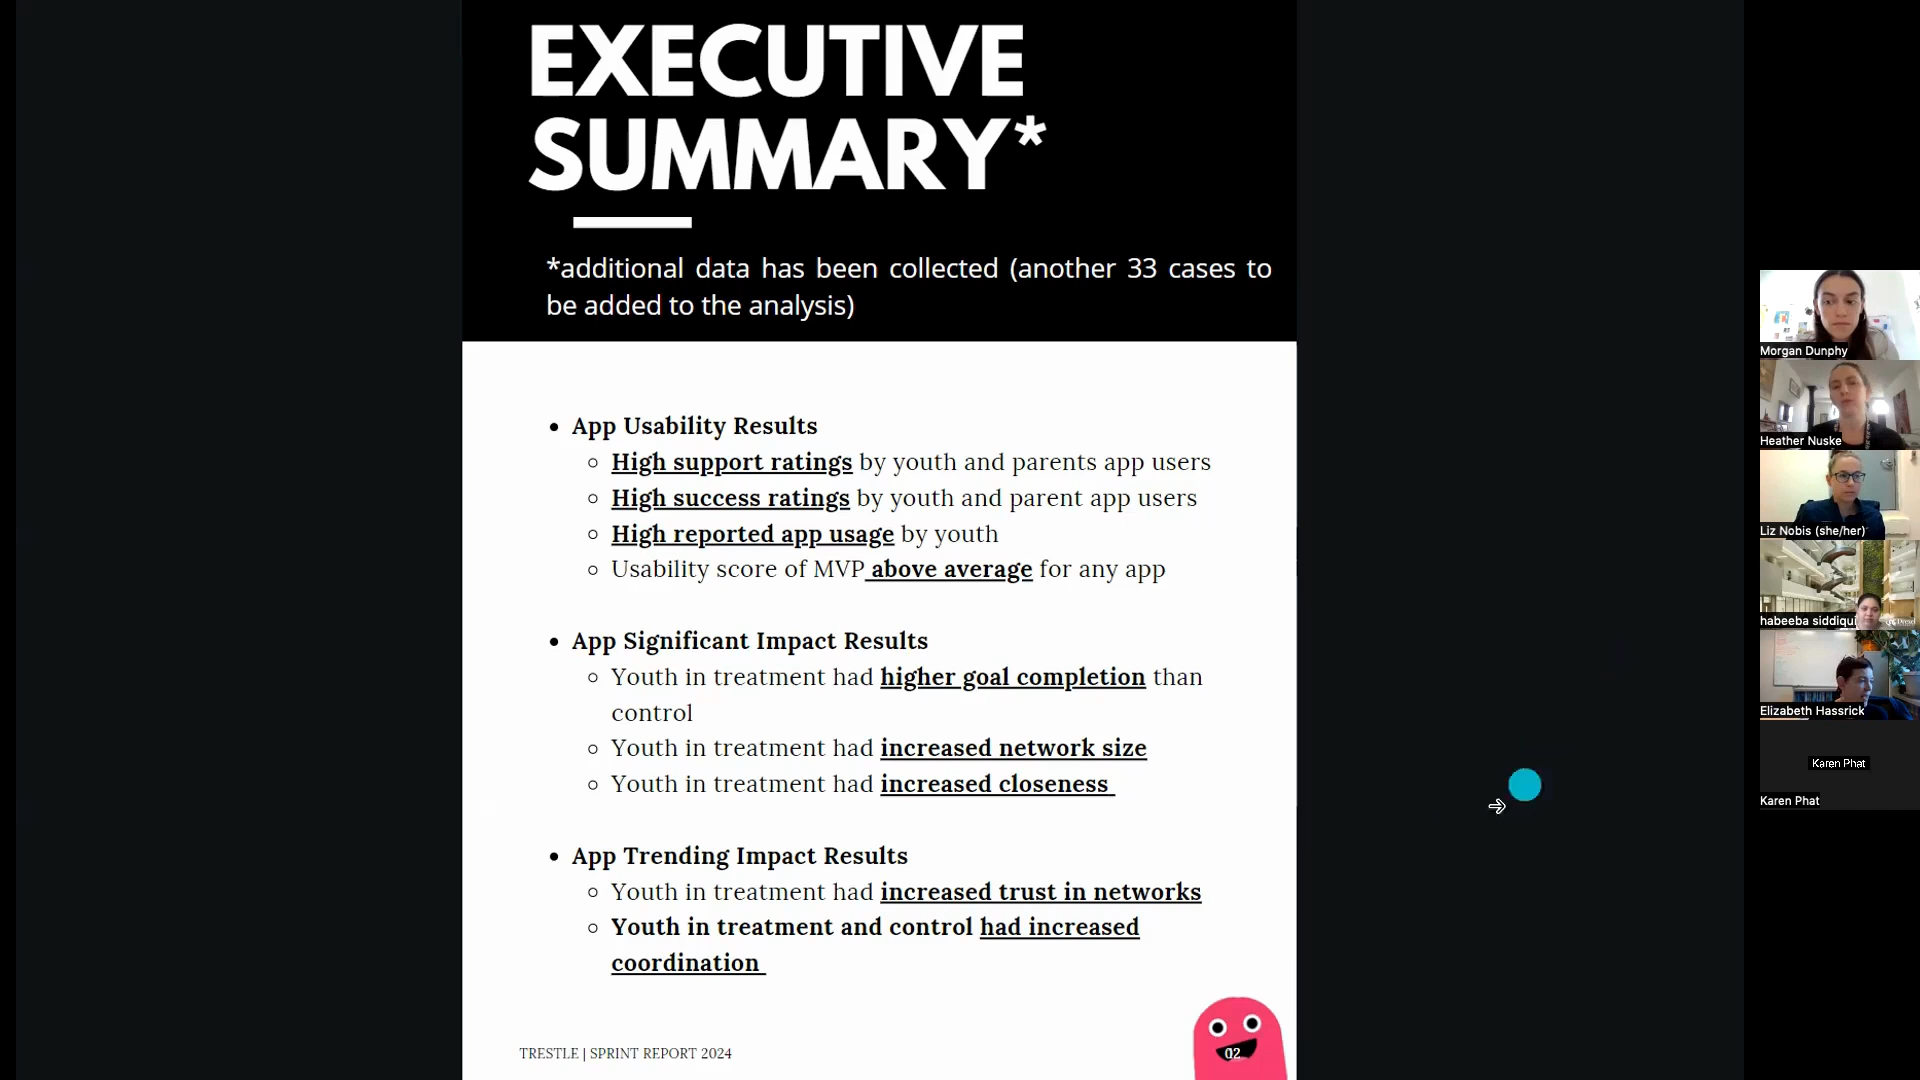 EXECUTIVE
SUMMARY*
*additional data has been collected (another 33 cases to
be added to the analysis)
• App Usability Results
○ High support ratings by youth and parents app users
○ High success ratings by youth and parent app users
○ High reported app usage by youth
○ Usability score of MVP above average for any app
• App Significant Impact Results
○ Youth in treatment had higher goal completion than
control
○ Youth in treatment had increased network size
○ Youth in treatment had increased closeness
• App Trending Impact Results
○ Youth in treatment had increased trust in networks
○ Youth in treatment and control had increased
coordination
TRESTLE | SPRINT REPORT 2024
02
Morgan Dunphy
Heather Nuske
Liz Nobis (she/her)
habeeba siddiqui
Drexel
Elizabeth Hassrick
Karen Phat
Karen Phat